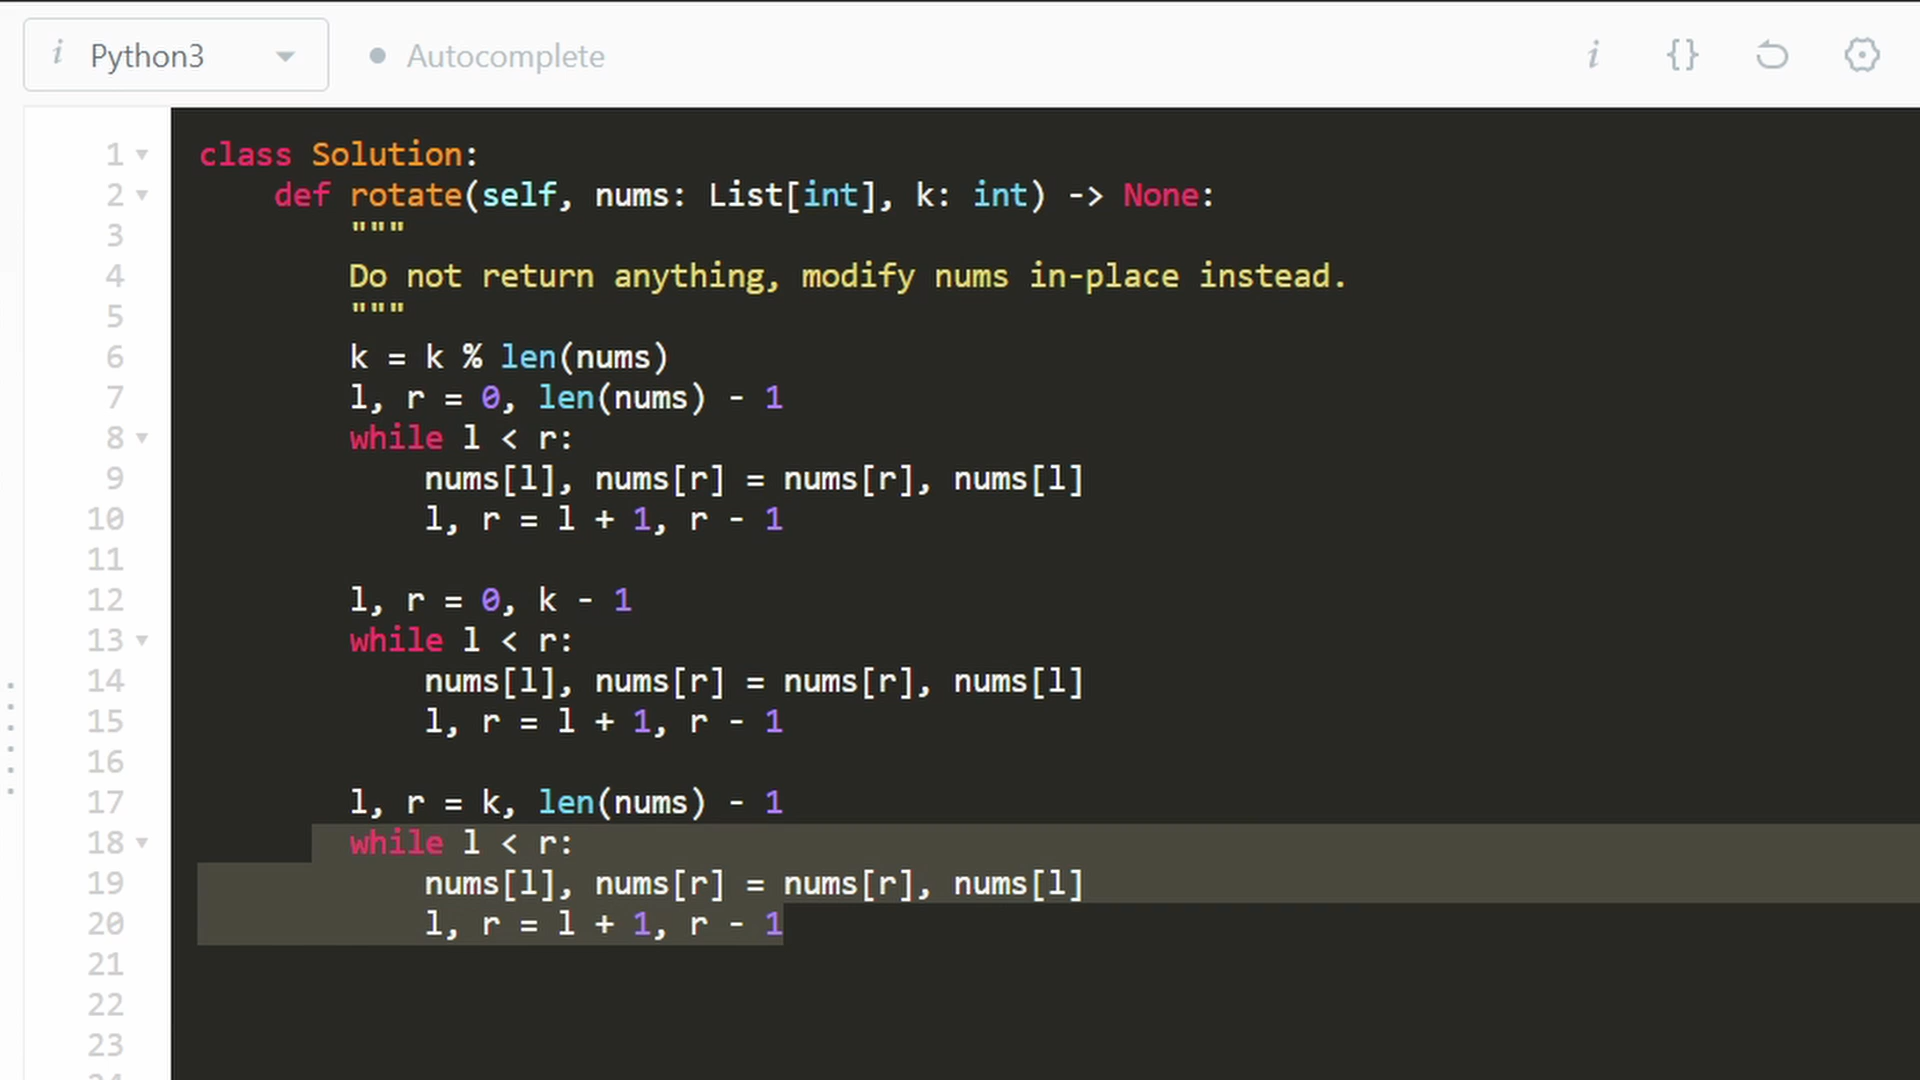 i Python3 Autocomplete i {}
1 class Solution:
2     def rotate(self, nums: List[int], k: int) -> None:
3         """
4         Do not return anything, modify nums in-place instead.
5         """
6         k = k % len(nums)
7         l, r = 0, len(nums) - 1
8         while l < r:
9             nums[l], nums[r] = nums[r], nums[l]
10             l, r = l + 1, r - 1
11
12         l, r = 0, k - 1
13         while l < r:
14             nums[l], nums[r] = nums[r], nums[l]
15             l, r = l + 1, r - 1
16
17         l, r = k, len(nums) - 1
18         while l < r:
19             nums[l], nums[r] = nums[r], nums[l]
20             l, r = l + 1, r - 1
21
22
23